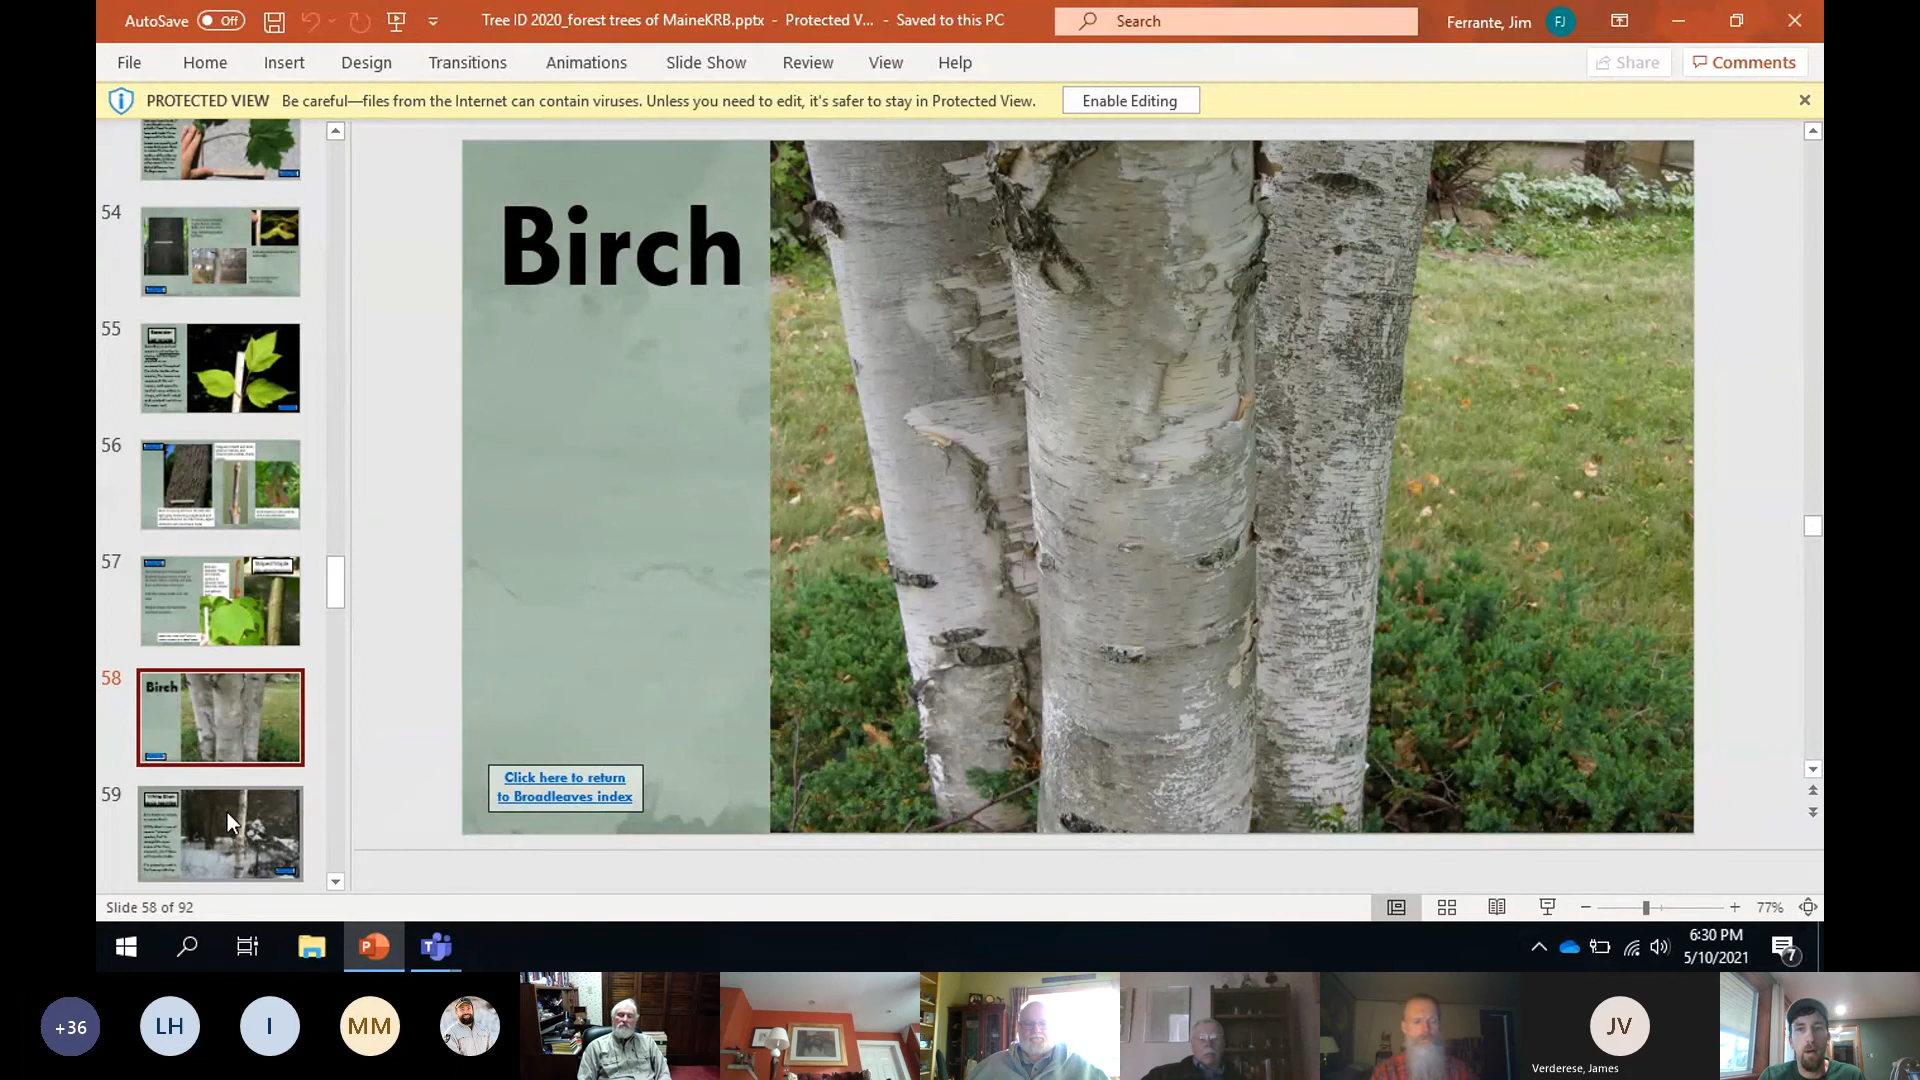 AutoSave Off Tree ID 2020_forest trees of MaineKRB.pptx - Protected V... - Saved to this PC Search Ferrante, Jim FJ
File Home Insert Design Transitions Animations Slide Show Review View Help Share Comments
PROTECTED VIEW Be careful—files from the Internet can contain viruses. Unless you need to edit, it's safer to stay in Protected View. Enable Editing
54
55
56
57
58
Birch
59
Birch
Click here to return
to Broadleaves index
Slide 58 of 92
77%
6:30 PM
5/10/2021
7
+36 LH I MM JV
Verderese, James